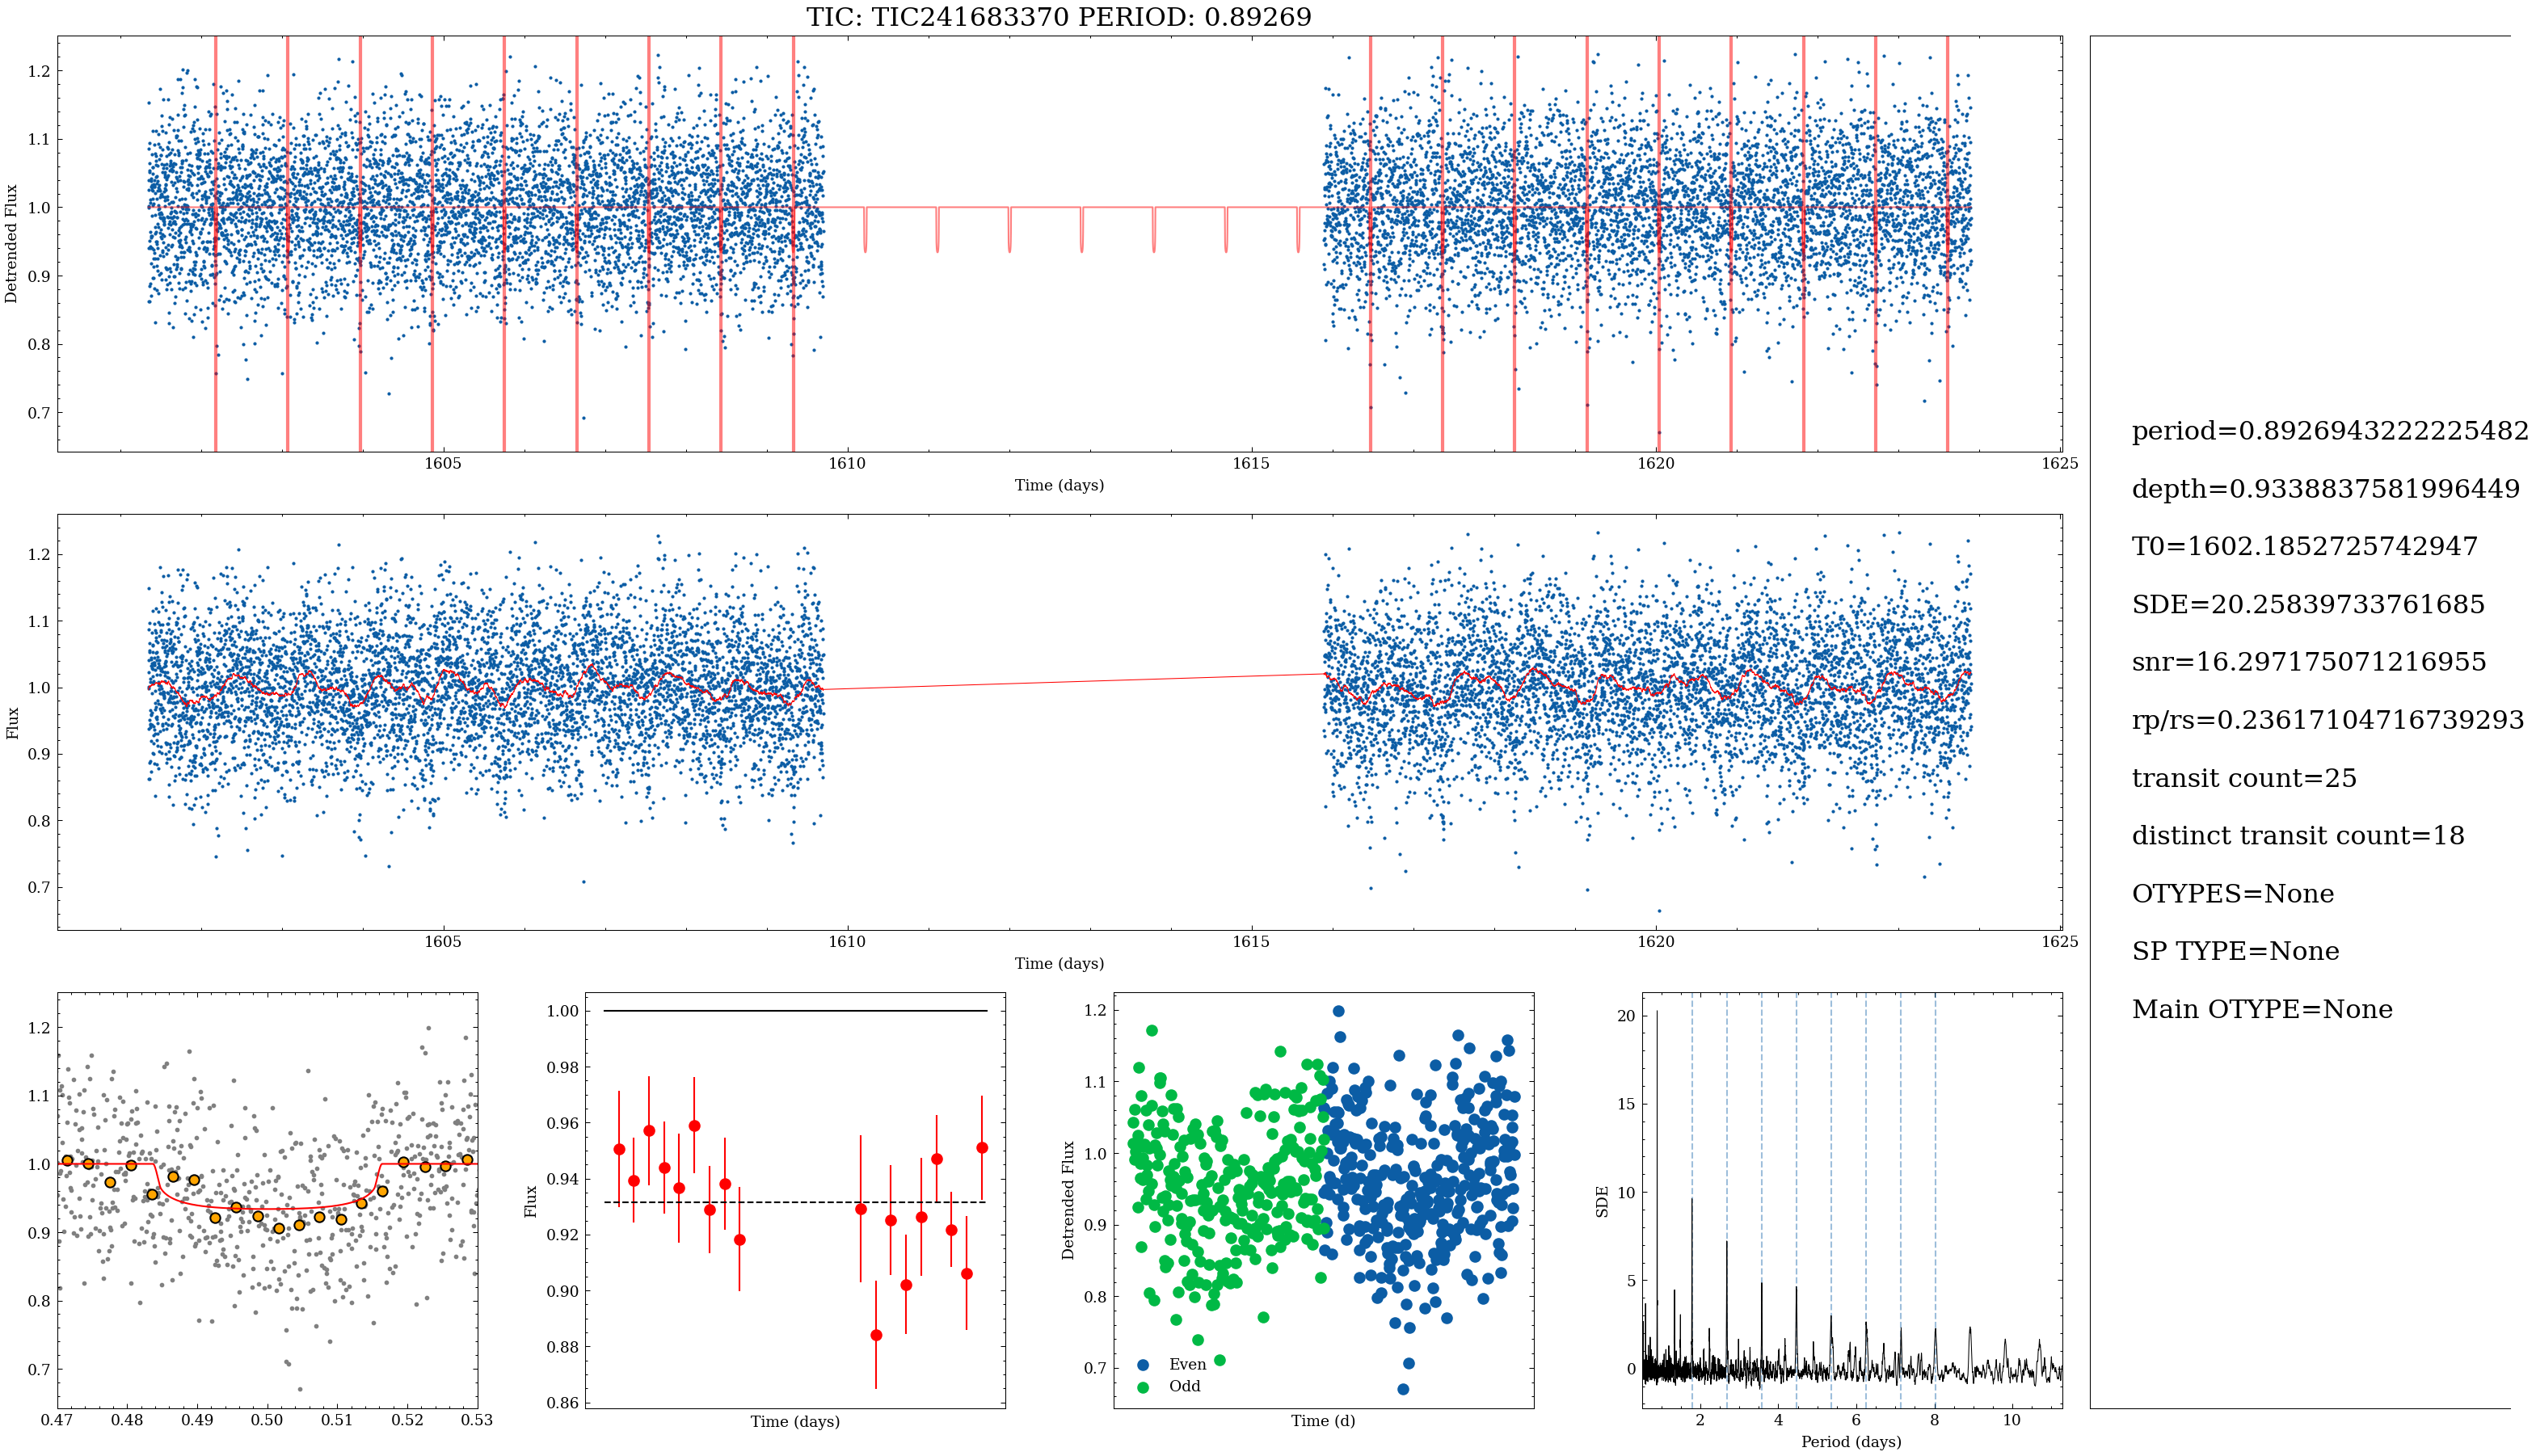 TIC: TIC241683370 PERIOD: 0.89269
1.2
1.1
1.0
0.9
0.8
0.7
Detrended Flux
1605
1610
1615
1620
1625
Time (days)
1.2
1.1
1.0
0.9
0.8
0.7
Flux
1605
1610
1615
1620
1625
Time (days)
1.2
1.1
1.0
0.9
0.8
0.7
0.47
0.48
0.49
0.50
0.51
0.52
0.53
1.00
0.98
0.96
0.94
0.92
0.90
0.88
0.86
Flux
Time (days)
1.2
1.1
1.0
0.9
0.8
0.7
Detrended Flux
Even
Odd
Time (d)
20
15
10
5
0
SDE
2
4
6
8
10
Period (days)
period=0.8926943222225482
depth=0.9338837581996449
T0=1602.1852725742947
SDE=20.25839733761685
snr=16.297175071216955
rp/rs=0.23617104716739293
transit count=25
distinct transit count=18
OTYPES=None
SP TYPE=None
Main OTYPE=None